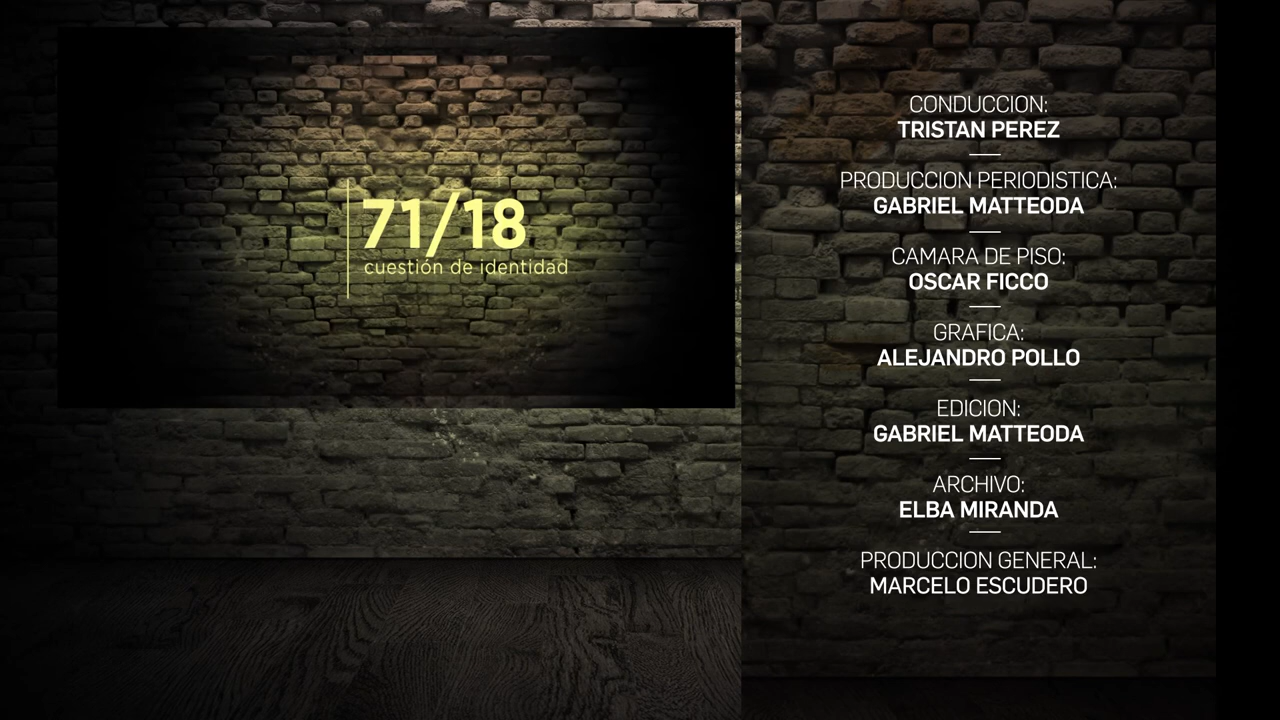 71/18
cuestión de identidad
CONDUCCION:
TRISTAN PEREZ
PRODUCCION PERIODISTICA:
GABRIEL MATTEODA
CAMARA DE PISO:
OSCAR FICCO
GRAFICA:
ALEJANDRO POLLO
EDICION:
GABRIEL MATTEODA
ARCHIVO:
ELBA MIRANDA
PRODUCCION GENERAL:
MARCELO ESCUDERO